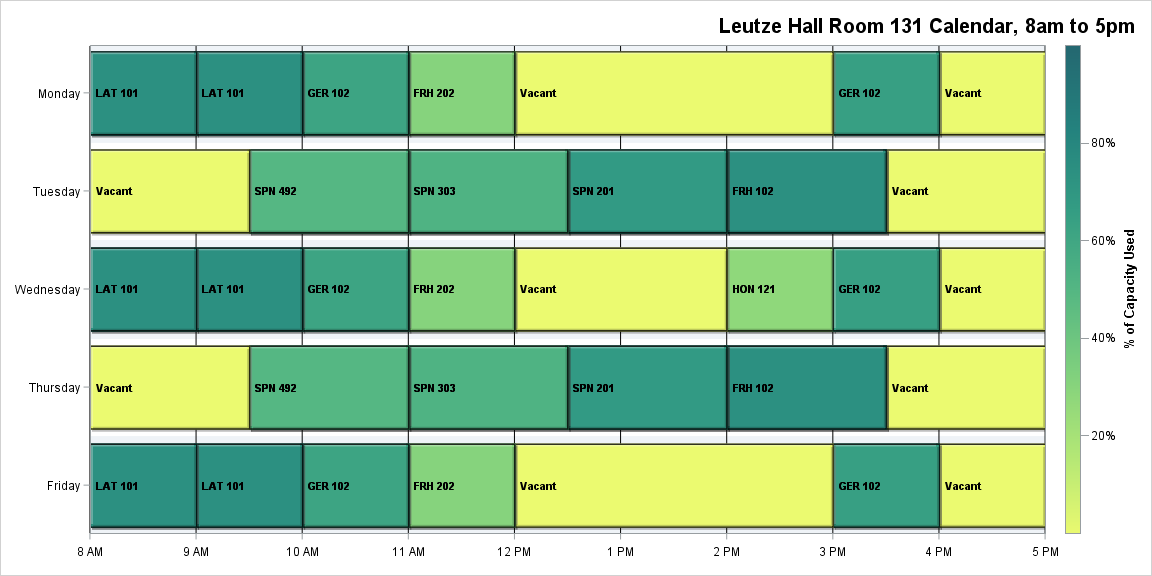 Leutze Hall Room 131 Calendar, 8am to 5pm
Monday LAT 101 LAT 101 GER 102 FRH 202 Vacant GER 102 Vacant
Tuesday Vacant SPN 492 SPN 303 SPN 201 FRH 102 Vacant
Wednesday LAT 101 LAT 101 GER 102 FRH 202 Vacant HON 121 GER 102 Vacant
Thursday Vacant SPN 492 SPN 303 SPN 201 FRH 102 Vacant
Friday LAT 101 LAT 101 GER 102 FRH 202 Vacant GER 102 Vacant
8 AM 9 AM 10 AM 11 AM 12 PM 1 PM 2 PM 3 PM 4 PM 5 PM
80%
60%
40%
20%
% of Capacity Used